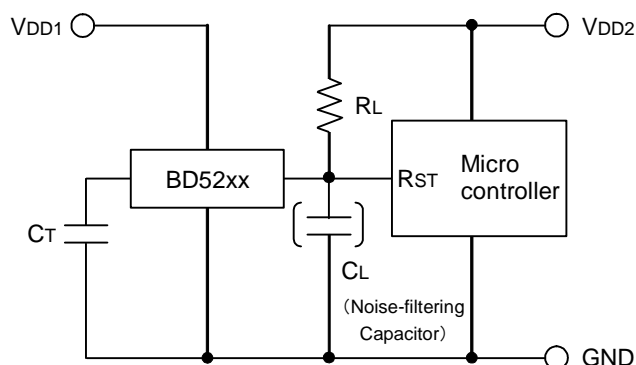 VDD1
VDD2
RL
BD52xx
RST
Micro
controller
CT
CL
（Noise-filtering
Capacitor）
GND